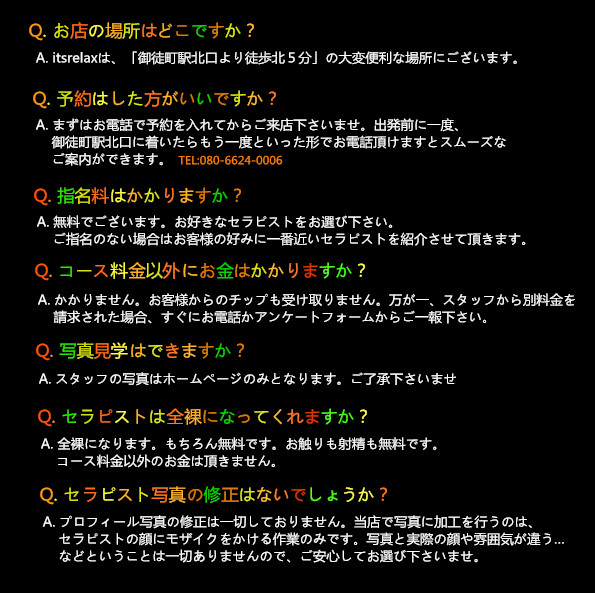 Q. お店の場所はどこですか？
A. itsrelaxは、「御徒町駅北口より徒歩北５分」の大変便利な場所にございます。
Q. 予約はした方がいいですか？
A. まずはお電話で予約を入れてからご来店下さいませ。出発前に一度、
御徒町駅北口に着いたらもう一度といった形でお電話頂けますとスムーズな
ご案内ができます。 TEL:080-6624-0006
Q. 指名料はかかりますか？
A. 無料でございます。お好きなセラピストをお選び下さい。
ご指名のない場合はお客様の好みに一番近いセラピストを紹介させて頂きます。
Q. コース料金以外にお金はかかりますか？
A. かかりません。お客様からのチップも受け取りません。万が一、スタッフから別料金を
請求された場合、すぐにお電話かアンケートフォームからご一報下さい。
Q. 写真見学はできますか？
A. スタッフの写真はホームページのみとなります。ご了承下さいませ
Q. セラピストは全裸になってくれますか？
A. 全裸になります。もちろん無料です。お触りも射精も無料です。
コース料金以外のお金は頂きません。
Q. セラピスト写真の修正はないでしょうか？
A. プロフィール写真の修正は一切しておりません。当店で写真に加工を行うのは、
セラピストの顔にモザイクをかける作業のみです。写真と実際の顔や雰囲気が違う...
などということは一切ありませんので、ご安心してお選び下さいませ。